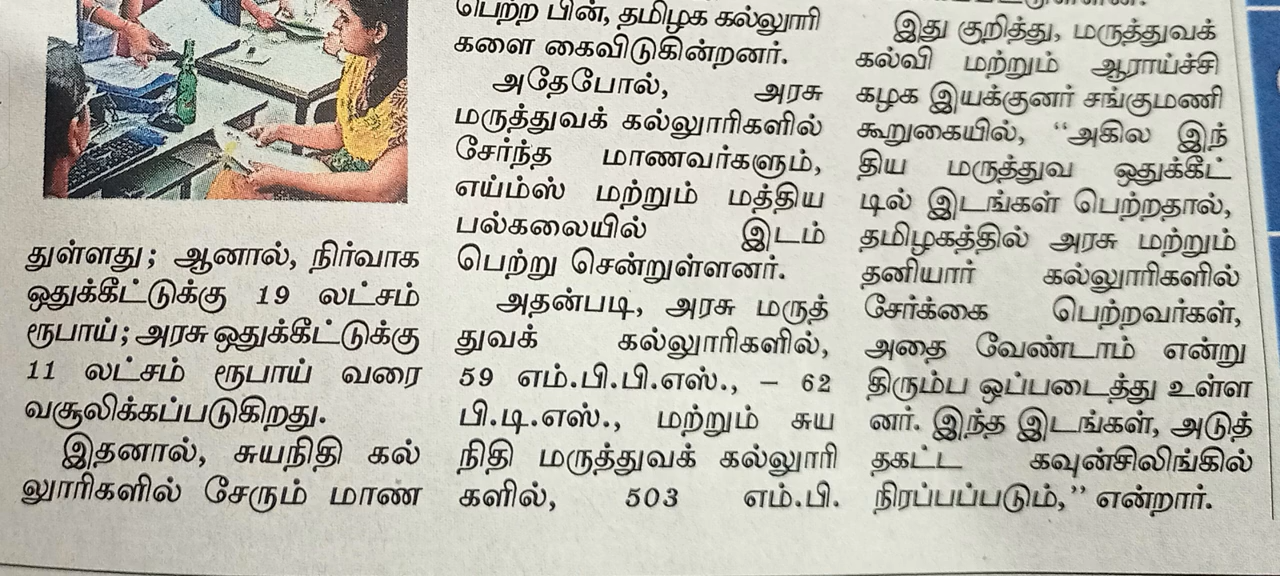 துள்ளது; ஆனால், நிர்வாக
ஒதுக்கீட்டுக்கு 19 லட்சம்
ரூபாய்; அரசு ஒதுக்கீட்டுக்கு
11 லட்சம் ரூபாய் வரை
வசூலிக்கப்படுகிறது.
இதனால், சுயநிதி கல்
லூரிகளில் சேரும் மாண
பெற்ற பின், தமிழக கல்லூரி
களை கைவிடுகின்றனர்.
அதேபோல், அரசு
மருத்துவக் கல்லூரிகளில்
சேர்ந்த மாணவர்களும்,
எய்ம்ஸ் மற்றும் மத்திய
பல்கலையில் இடம்
பெற்று சென்றுள்ளனர்.
அதன்படி, அரசு மருத்
துவக் கல்லூரிகளில்,
59 எம்.பி.பி.எஸ்., – 62
பி.டி.எஸ்., மற்றும் சுய
நிதி மருத்துவக் கல்லூரி
களில், 503 எம்.பி.
இது குறித்து, மருத்துவக்
கல்வி மற்றும் ஆராய்ச்சி
கழக இயக்குனர் சங்குமணி
கூறுகையில், “அகில இந்
திய மருத்துவ ஒதுக்கீட்
டில் இடங்கள் பெற்றதால்,
தமிழகத்தில் அரசு மற்றும்
தனியார் கல்லூரிகளில்
சேர்க்கை பெற்றவர்கள்,
அதை வேண்டாம் என்று
திரும்ப ஒப்படைத்து உள்ள
னர். இந்த இடங்கள், அடுத்
தகட்ட கவுன்சிலிங்கில்
நிரப்பப்படும்,” என்றார்.